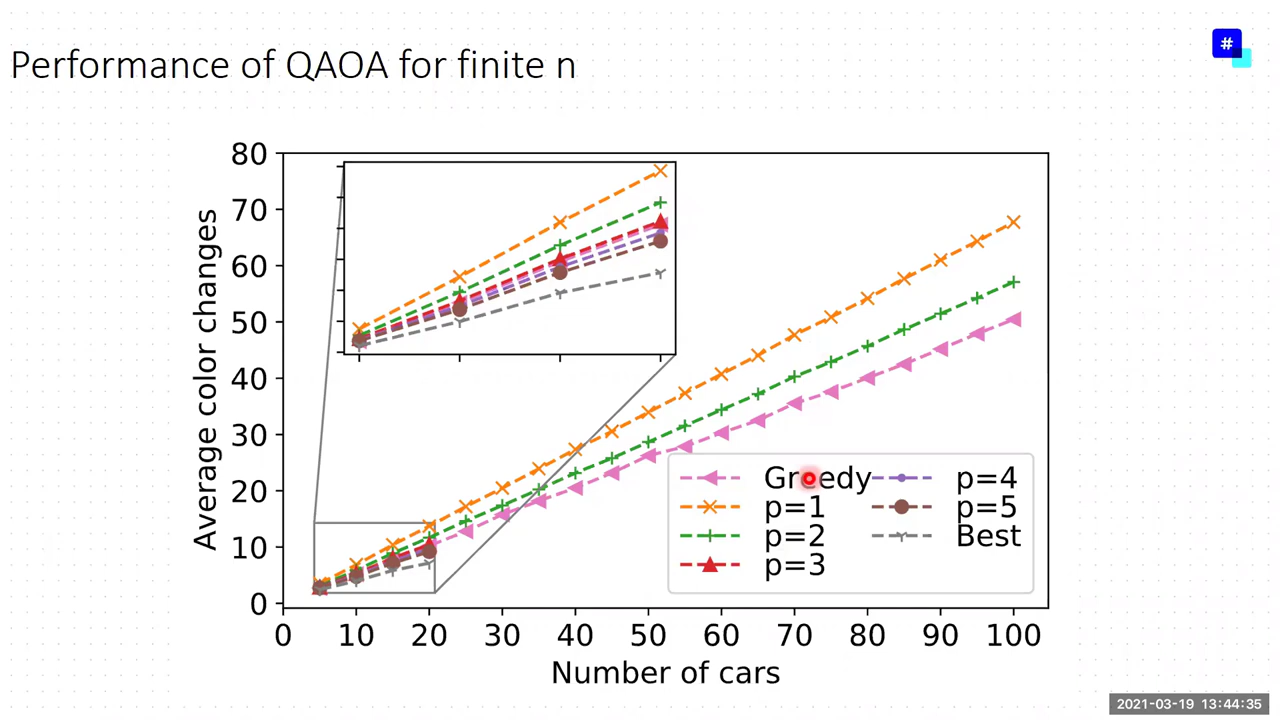 Performance of QAOA for finite n
#
80
70
60
50
40
30
20
10
0
Average color changes
Greedy
p=1
p=2
p=3
p=4
p=5
Best
0 10 20 30 40 50 60 70 80 90 100
Number of cars
2021-03-19 13:44:35